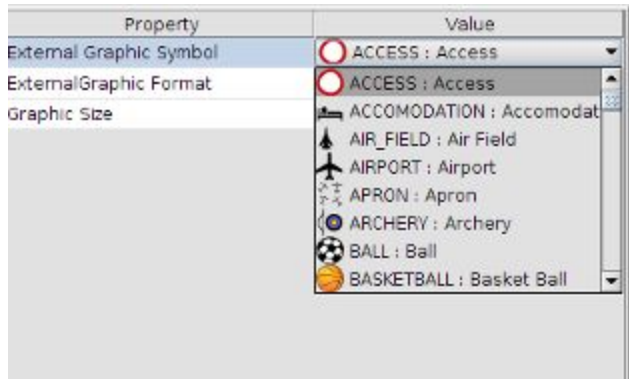 Property Value
External Graphic Symbol ACCESS : Access
ExternalGraphic Format ACCESS : Access
Graphic Size ACCOMODATION : Accomodat
AIR_FIELD : Air Field
AIRPORT : Airport
APRON : Apron
ARCHERY : Archery
BALL : Ball
BASKETBALL : Basket Ball